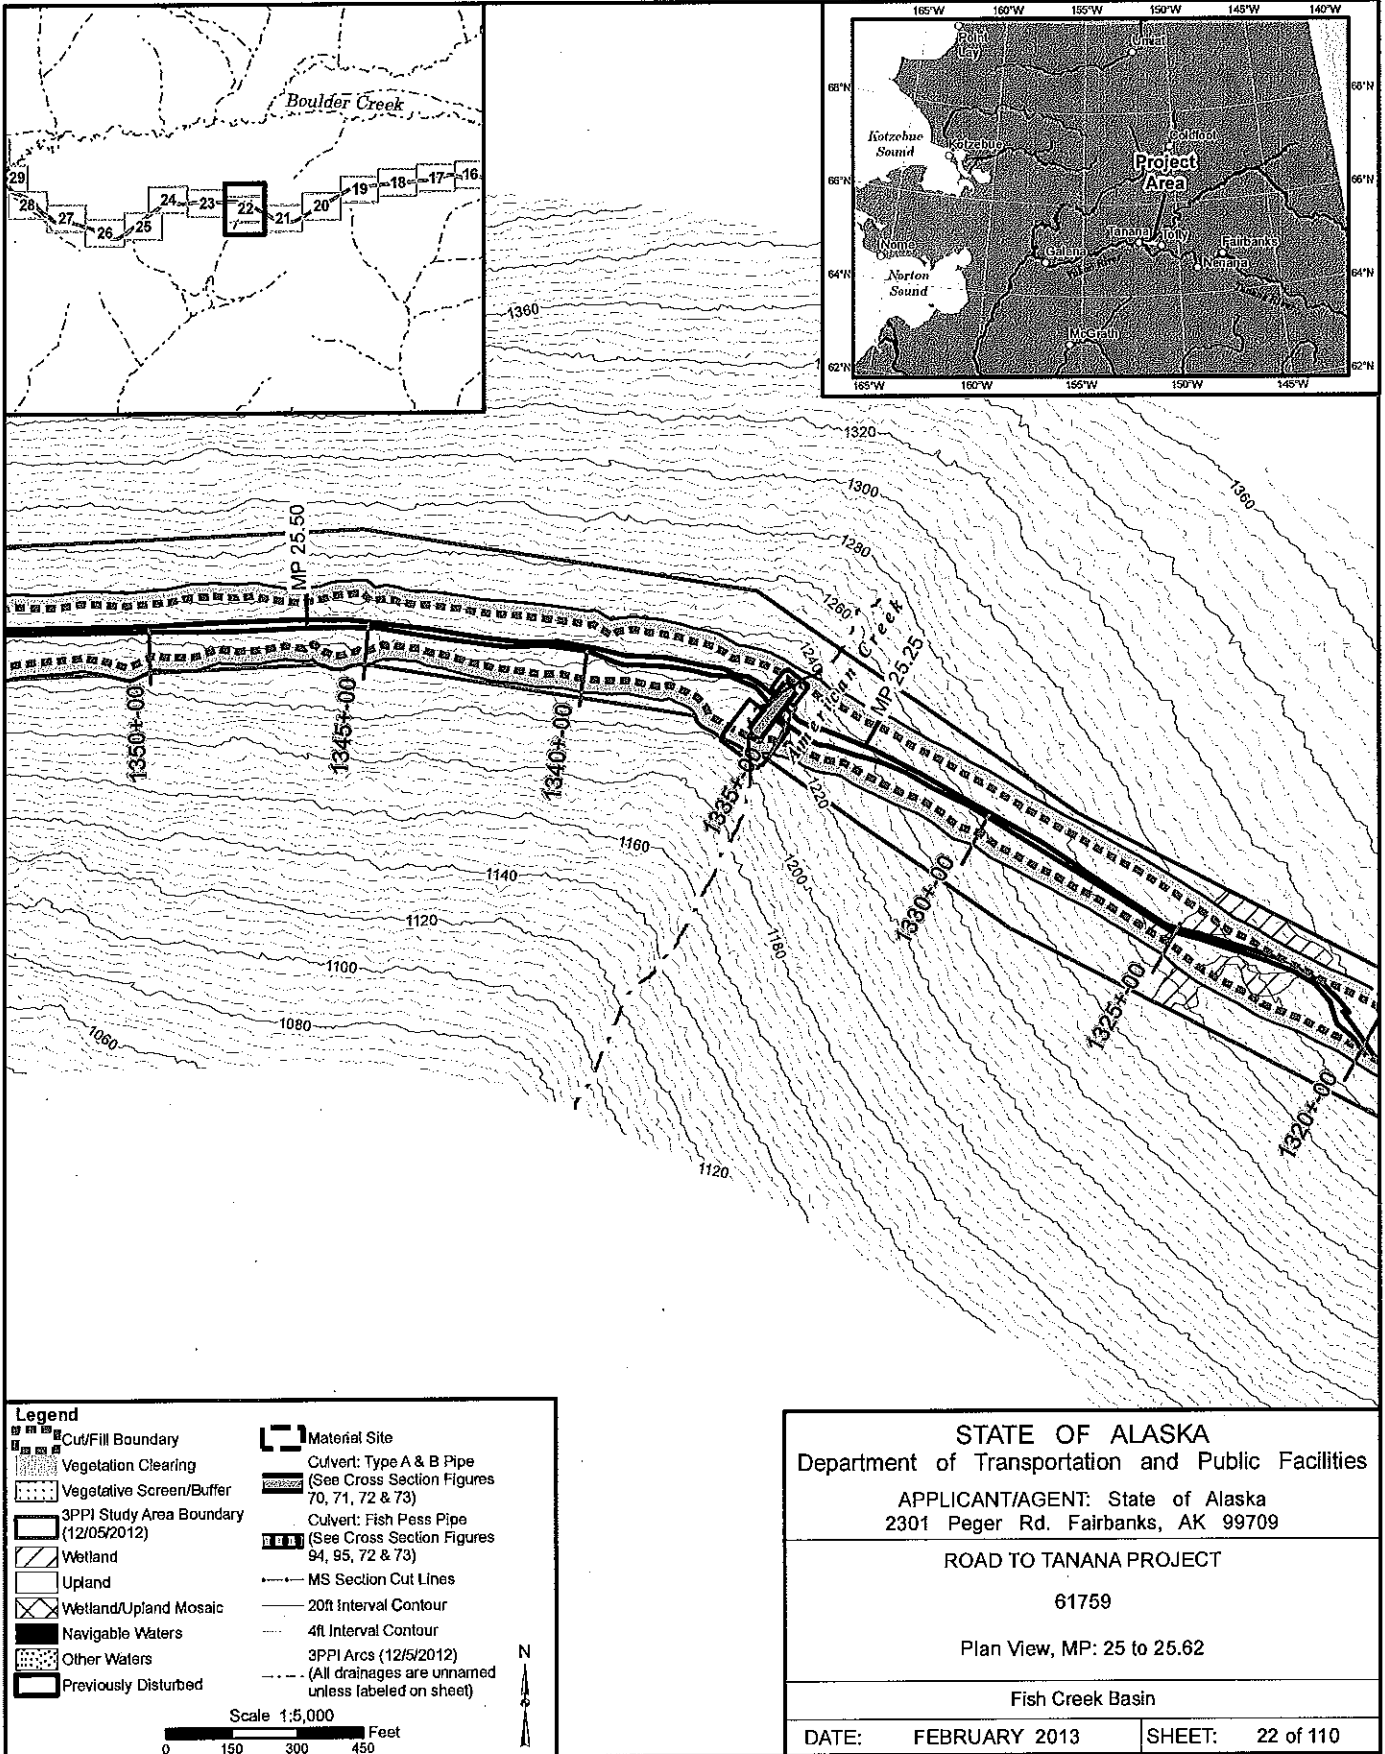 Boulder Creek
29
28
27
26
25
24
23
22
21
20
19
18
17
16
165°W
160°W
155°W
150°W
145°W
140°W
68°N
66°N
64°N
62°N
68°N
66°N
64°N
62°N
165°W
160°W
155°W
150°W
145°W
Point
Lay
Umiat
Kotzebue
Sound
Kotzebue
Coldfoot
Project
Area
Tanana
Tofty
Fairbanks
Nenana
Galena
Yukon River
Tanana River
Nome
Norton
Sound
McGrath
1360
1320
1300
1280
1260
1240
1360
MP 25.50
American Creek
MP 25.25
1350+00
1345+00
1340+00
1335+00
1330+00
1325+00
1320+00
1220
1200
1180
1160
1140
1120
1100
1080
1060
1120
Legend
Cut/Fill Boundary
Vegetation Clearing
Vegetative Screen/Buffer
3PPI Study Area Boundary
(12/05/2012)
Wetland
Upland
Wetland/Upland Mosaic
Navigable Waters
Other Waters
Previously Disturbed
Material Site
Culvert: Type A & B Pipe
(See Cross Section Figures
70, 71, 72 & 73)
Culvert: Fish Pess Pipe
(See Cross Section Figures
94, 95, 72 & 73)
MS Section Cut Lines
20ft Interval Contour
4ft Interval Contour
3PPI Arcs (12/5/2012)
(All drainages are unnamed
unless labeled on sheet)
N
Scale 1:5,000
Feet
0 150 300 450
STATE OF ALASKA
Department of Transportation and Public Facilities
APPLICANT/AGENT: State of Alaska
2301 Peger Rd. Fairbanks, AK 99709
ROAD TO TANANA PROJECT
61759
Plan View, MP: 25 to 25.62
Fish Creek Basin
DATE: FEBRUARY 2013
SHEET: 22 of 110